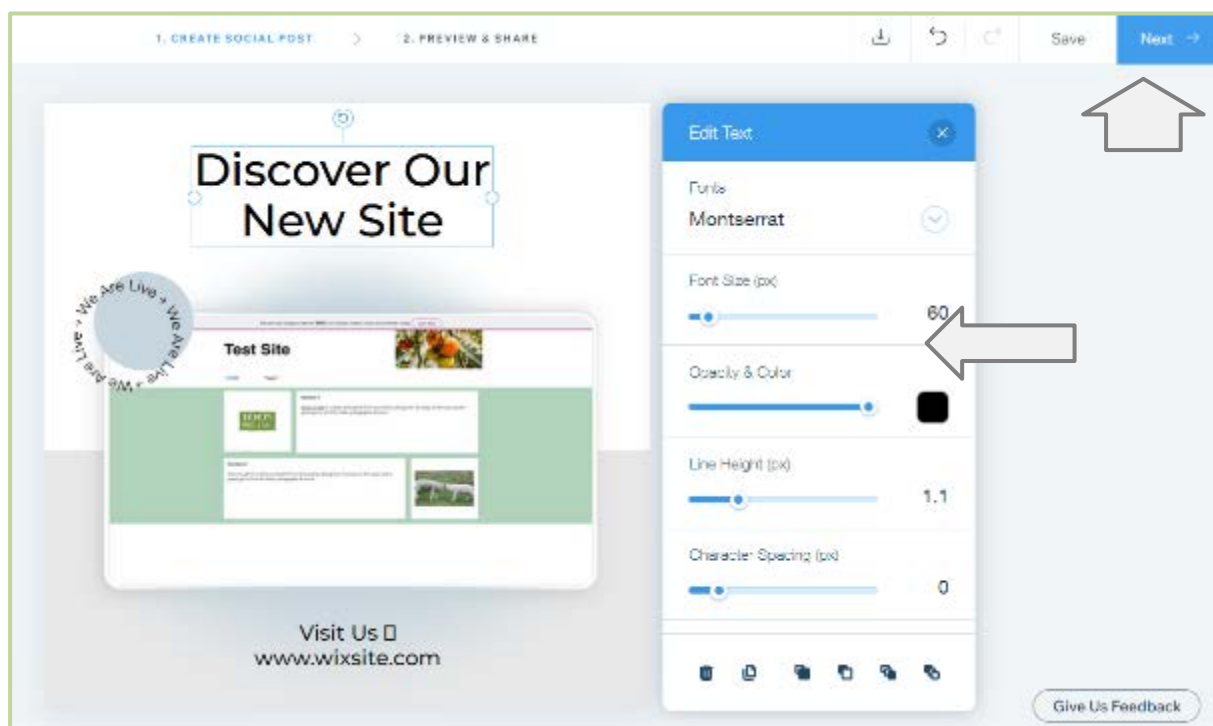 1. CREATE SOCIAL POST > 2. PREVIEW & SHARE
Save
Next →
Discover Our
New Site
We Are Live • We Are Live • We Are Live •
Test Site
Visit Us
www.wixsite.com
Edit Text
Fonts
Montserrat
Font Size (px)
60
Opacity & Color
Line Height (px)
1.1
Character Spacing (px)
0
Give Us Feedback